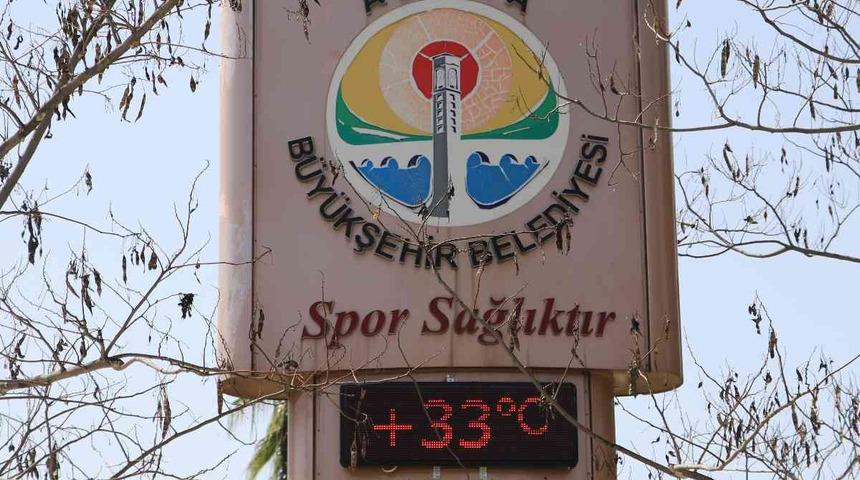 BÜYÜKŞEHİR BELEDİYESİ
Spor Sağlıktır
+33°C